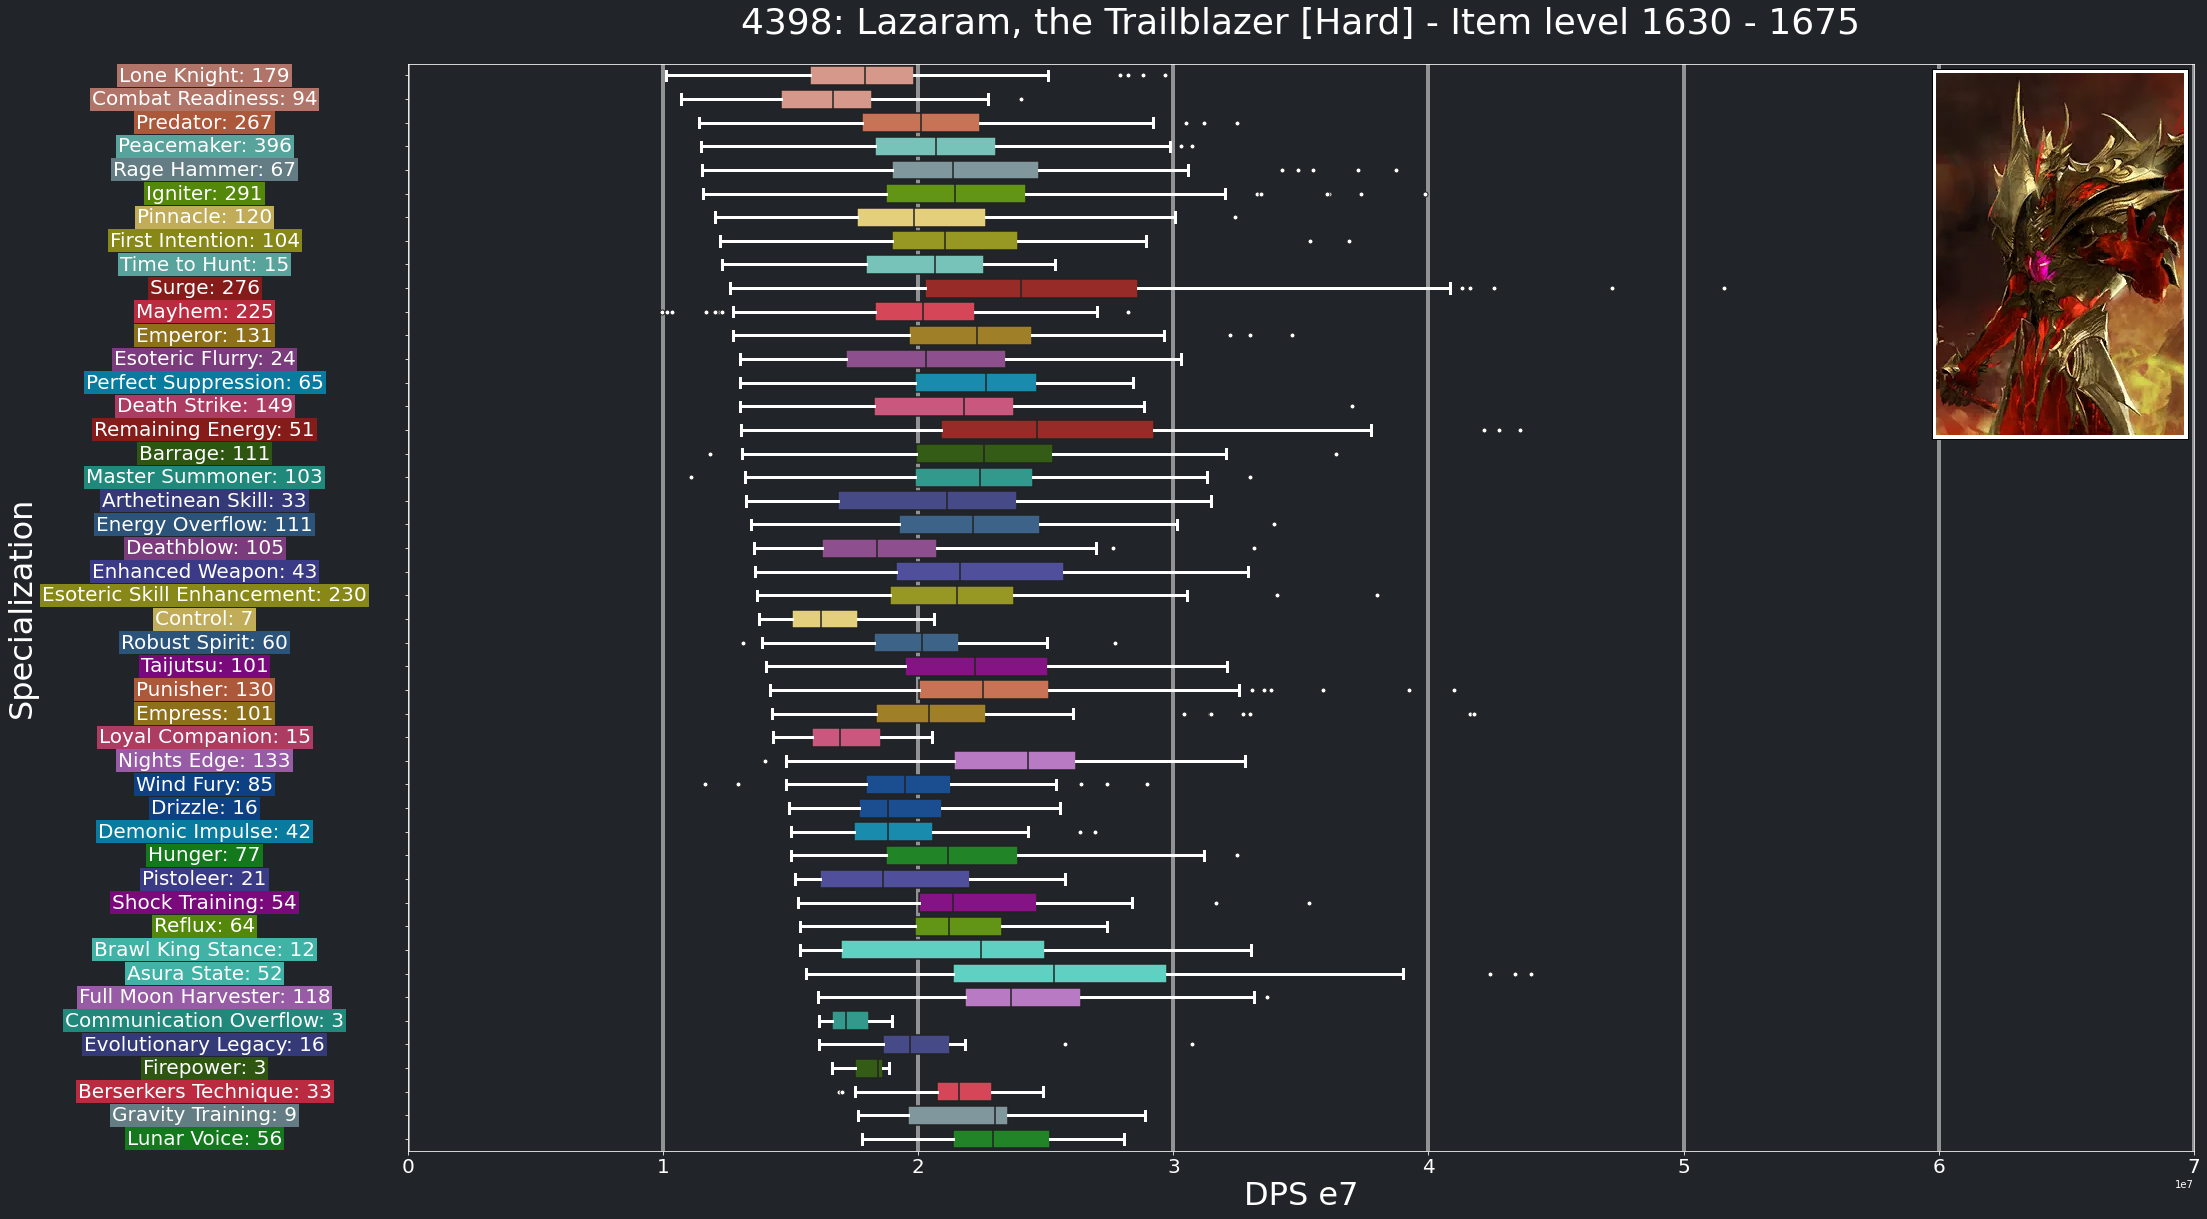 4398: Lazaram, the Trailblazer [Hard] - Item level 1630 - 1675
Specialization
Lone Knight: 179
Combat Readiness: 94
Predator: 267
Peacemaker: 396
Rage Hammer: 67
Igniter: 291
Pinnacle: 120
First Intention: 104
Time to Hunt: 15
Surge: 276
Mayhem: 225
Emperor: 131
Esoteric Flurry: 24
Perfect Suppression: 65
Death Strike: 149
Remaining Energy: 51
Barrage: 111
Master Summoner: 103
Arthetinean Skill: 33
Energy Overflow: 111
Deathblow: 105
Enhanced Weapon: 43
Esoteric Skill Enhancement: 230
Control: 7
Robust Spirit: 60
Taijutsu: 101
Punisher: 130
Empress: 101
Loyal Companion: 15
Nights Edge: 133
Wind Fury: 85
Drizzle: 16
Demonic Impulse: 42
Hunger: 77
Pistoleer: 21
Shock Training: 54
Reflux: 64
Brawl King Stance: 12
Asura State: 52
Full Moon Harvester: 118
Communication Overflow: 3
Evolutionary Legacy: 16
Firepower: 3
Berserkers Technique: 33
Gravity Training: 9
Lunar Voice: 56
0 1 2 3 4 5 6 7
DPS e7
1e7